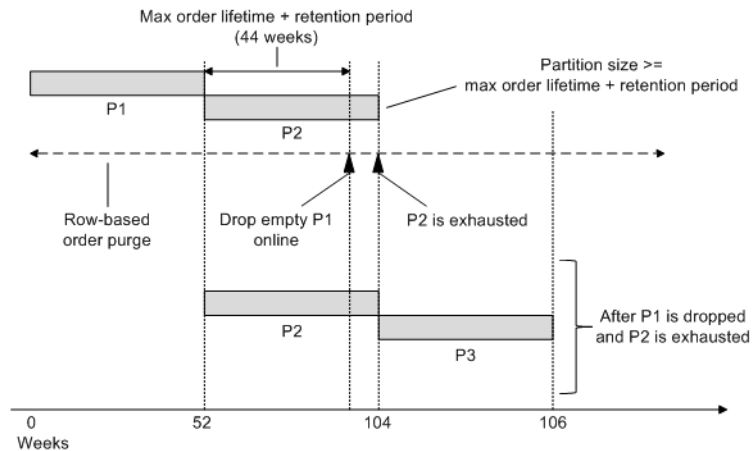 Max order lifetime + retention period
(44 weeks)
Partition size >=
max order lifetime + retention period
P1
P2
Row-based
order purge
Drop empty P1
online
P2 is exhausted
P2
P3
After P1 is dropped
and P2 is exhausted
0
52
104
106
Weeks